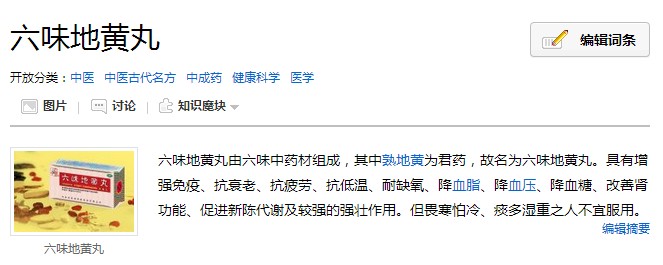 六味地黄丸
编辑词条
开放分类：中医 中医古代名方 中成药 健康科学 医学
图片 讨论 知识魔块
六味地黄丸由六味中药材组成，其中熟地黄为君药，故名为六味地黄丸。具有增
强免疫、抗衰老、抗疲劳、抗低温、耐缺氧、降血脂、降血压、降血糖、改善肾
功能、促进新陈代谢及较强的强壮作用。但畏寒怕冷、痰多湿重之人不宜服用。
编辑摘要
六味地黄丸
六味地黄丸